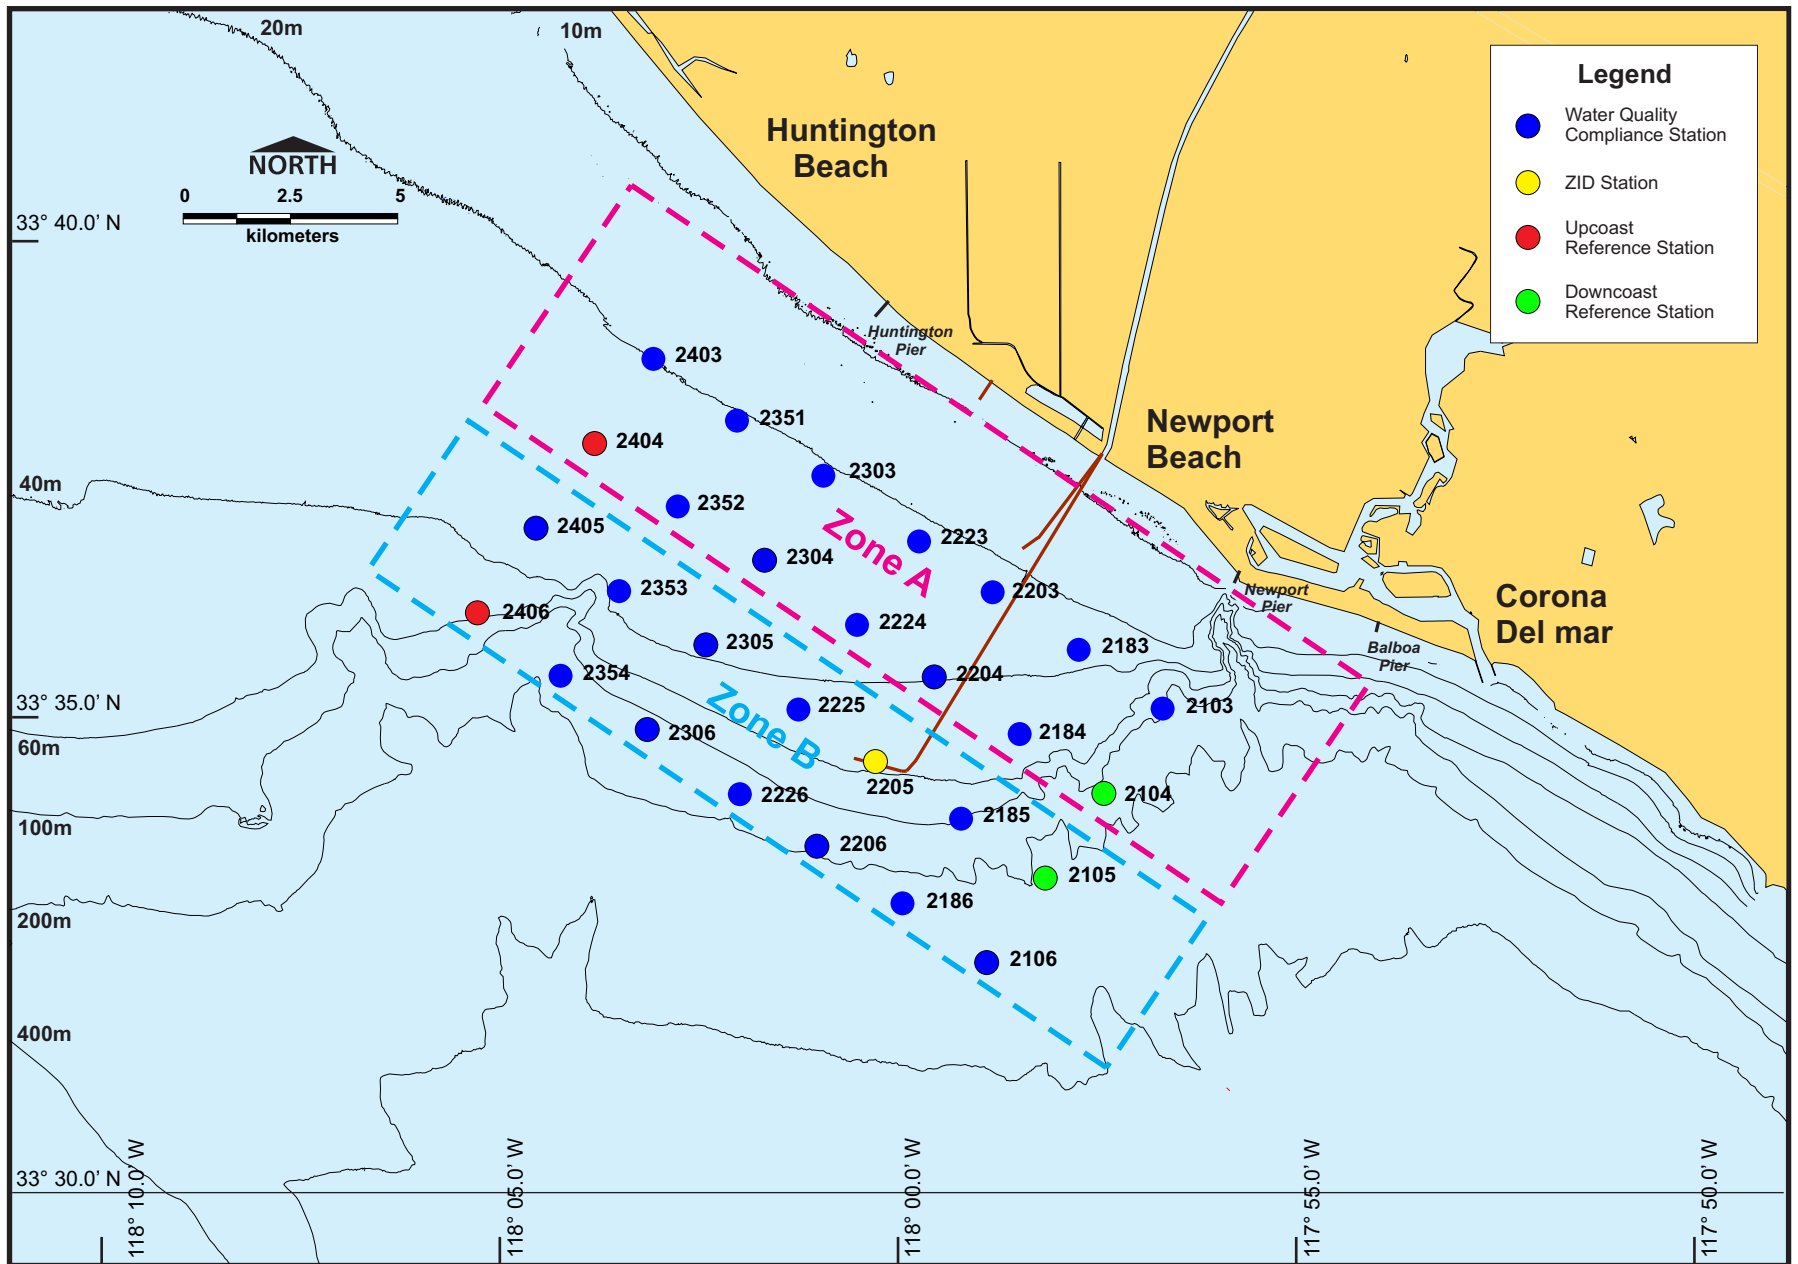 20m
10m
Legend
Water Quality
Compliance Station
ZID Station
Upcoast
Reference Station
Downcoast
Reference Station
Huntington
Beach
NORTH
0 2.5 5
kilometers
33° 40.0' N
Huntington
Pier
2403
2351
2404
2303
Newport
Beach
40m
2352
2405
Zone A
2223
2304
2353
2203
Newport
Pier
Corona
Del mar
2406
2224
2305
2183
Balboa
Pier
2354
2204
33° 35.0' N
2225
2103
Zone B
2306
2184
60m
2205
2226
2104
2185
100m
2206
2105
2186
200m
2106
400m
33° 30.0' N
118° 10.0' W
118° 05.0' W
118° 00.0' W
117° 55.0' W
117° 50.0' W